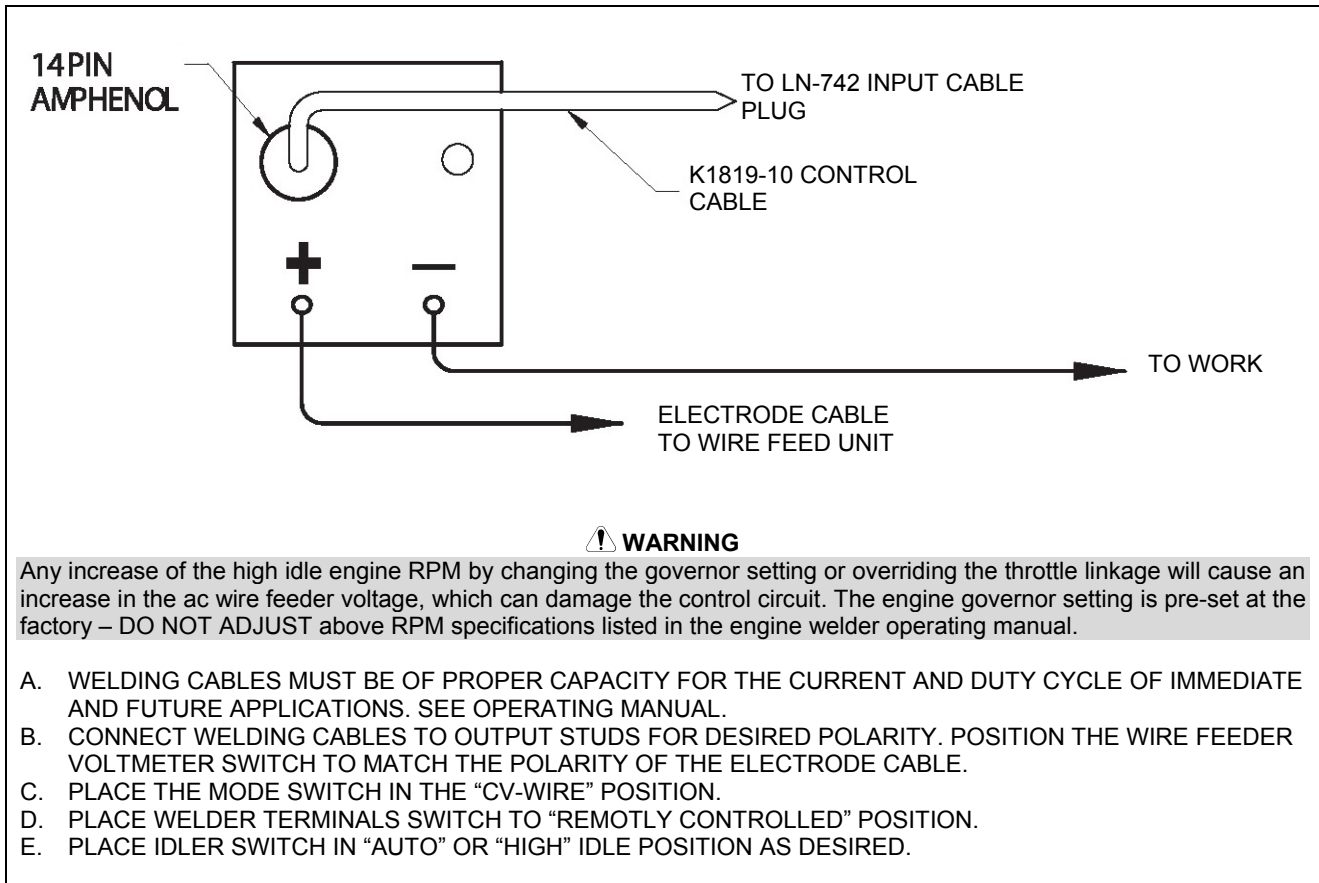 14 PIN
AMPHENOL
TO LN-742 INPUT CABLE
PLUG
K1819-10 CONTROL
CABLE
+ —
TO WORK
ELECTRODE CABLE
TO WIRE FEED UNIT
WARNING
Any increase of the high idle engine RPM by changing the governor setting or overriding the throttle linkage will cause an
increase in the ac wire feeder voltage, which can damage the control circuit. The engine governor setting is pre-set at the
factory – DO NOT ADJUST above RPM specifications listed in the engine welder operating manual.
A. WELDING CABLES MUST BE OF PROPER CAPACITY FOR THE CURRENT AND DUTY CYCLE OF IMMEDIATE
AND FUTURE APPLICATIONS. SEE OPERATING MANUAL.
B. CONNECT WELDING CABLES TO OUTPUT STUDS FOR DESIRED POLARITY. POSITION THE WIRE FEEDER
VOLTMETER SWITCH TO MATCH THE POLARITY OF THE ELECTRODE CABLE.
C. PLACE THE MODE SWITCH IN THE “CV-WIRE” POSITION.
D. PLACE WELDER TERMINALS SWITCH TO “REMOTLY CONTROLLED” POSITION.
E. PLACE IDLER SWITCH IN “AUTO” OR “HIGH” IDLE POSITION AS DESIRED.